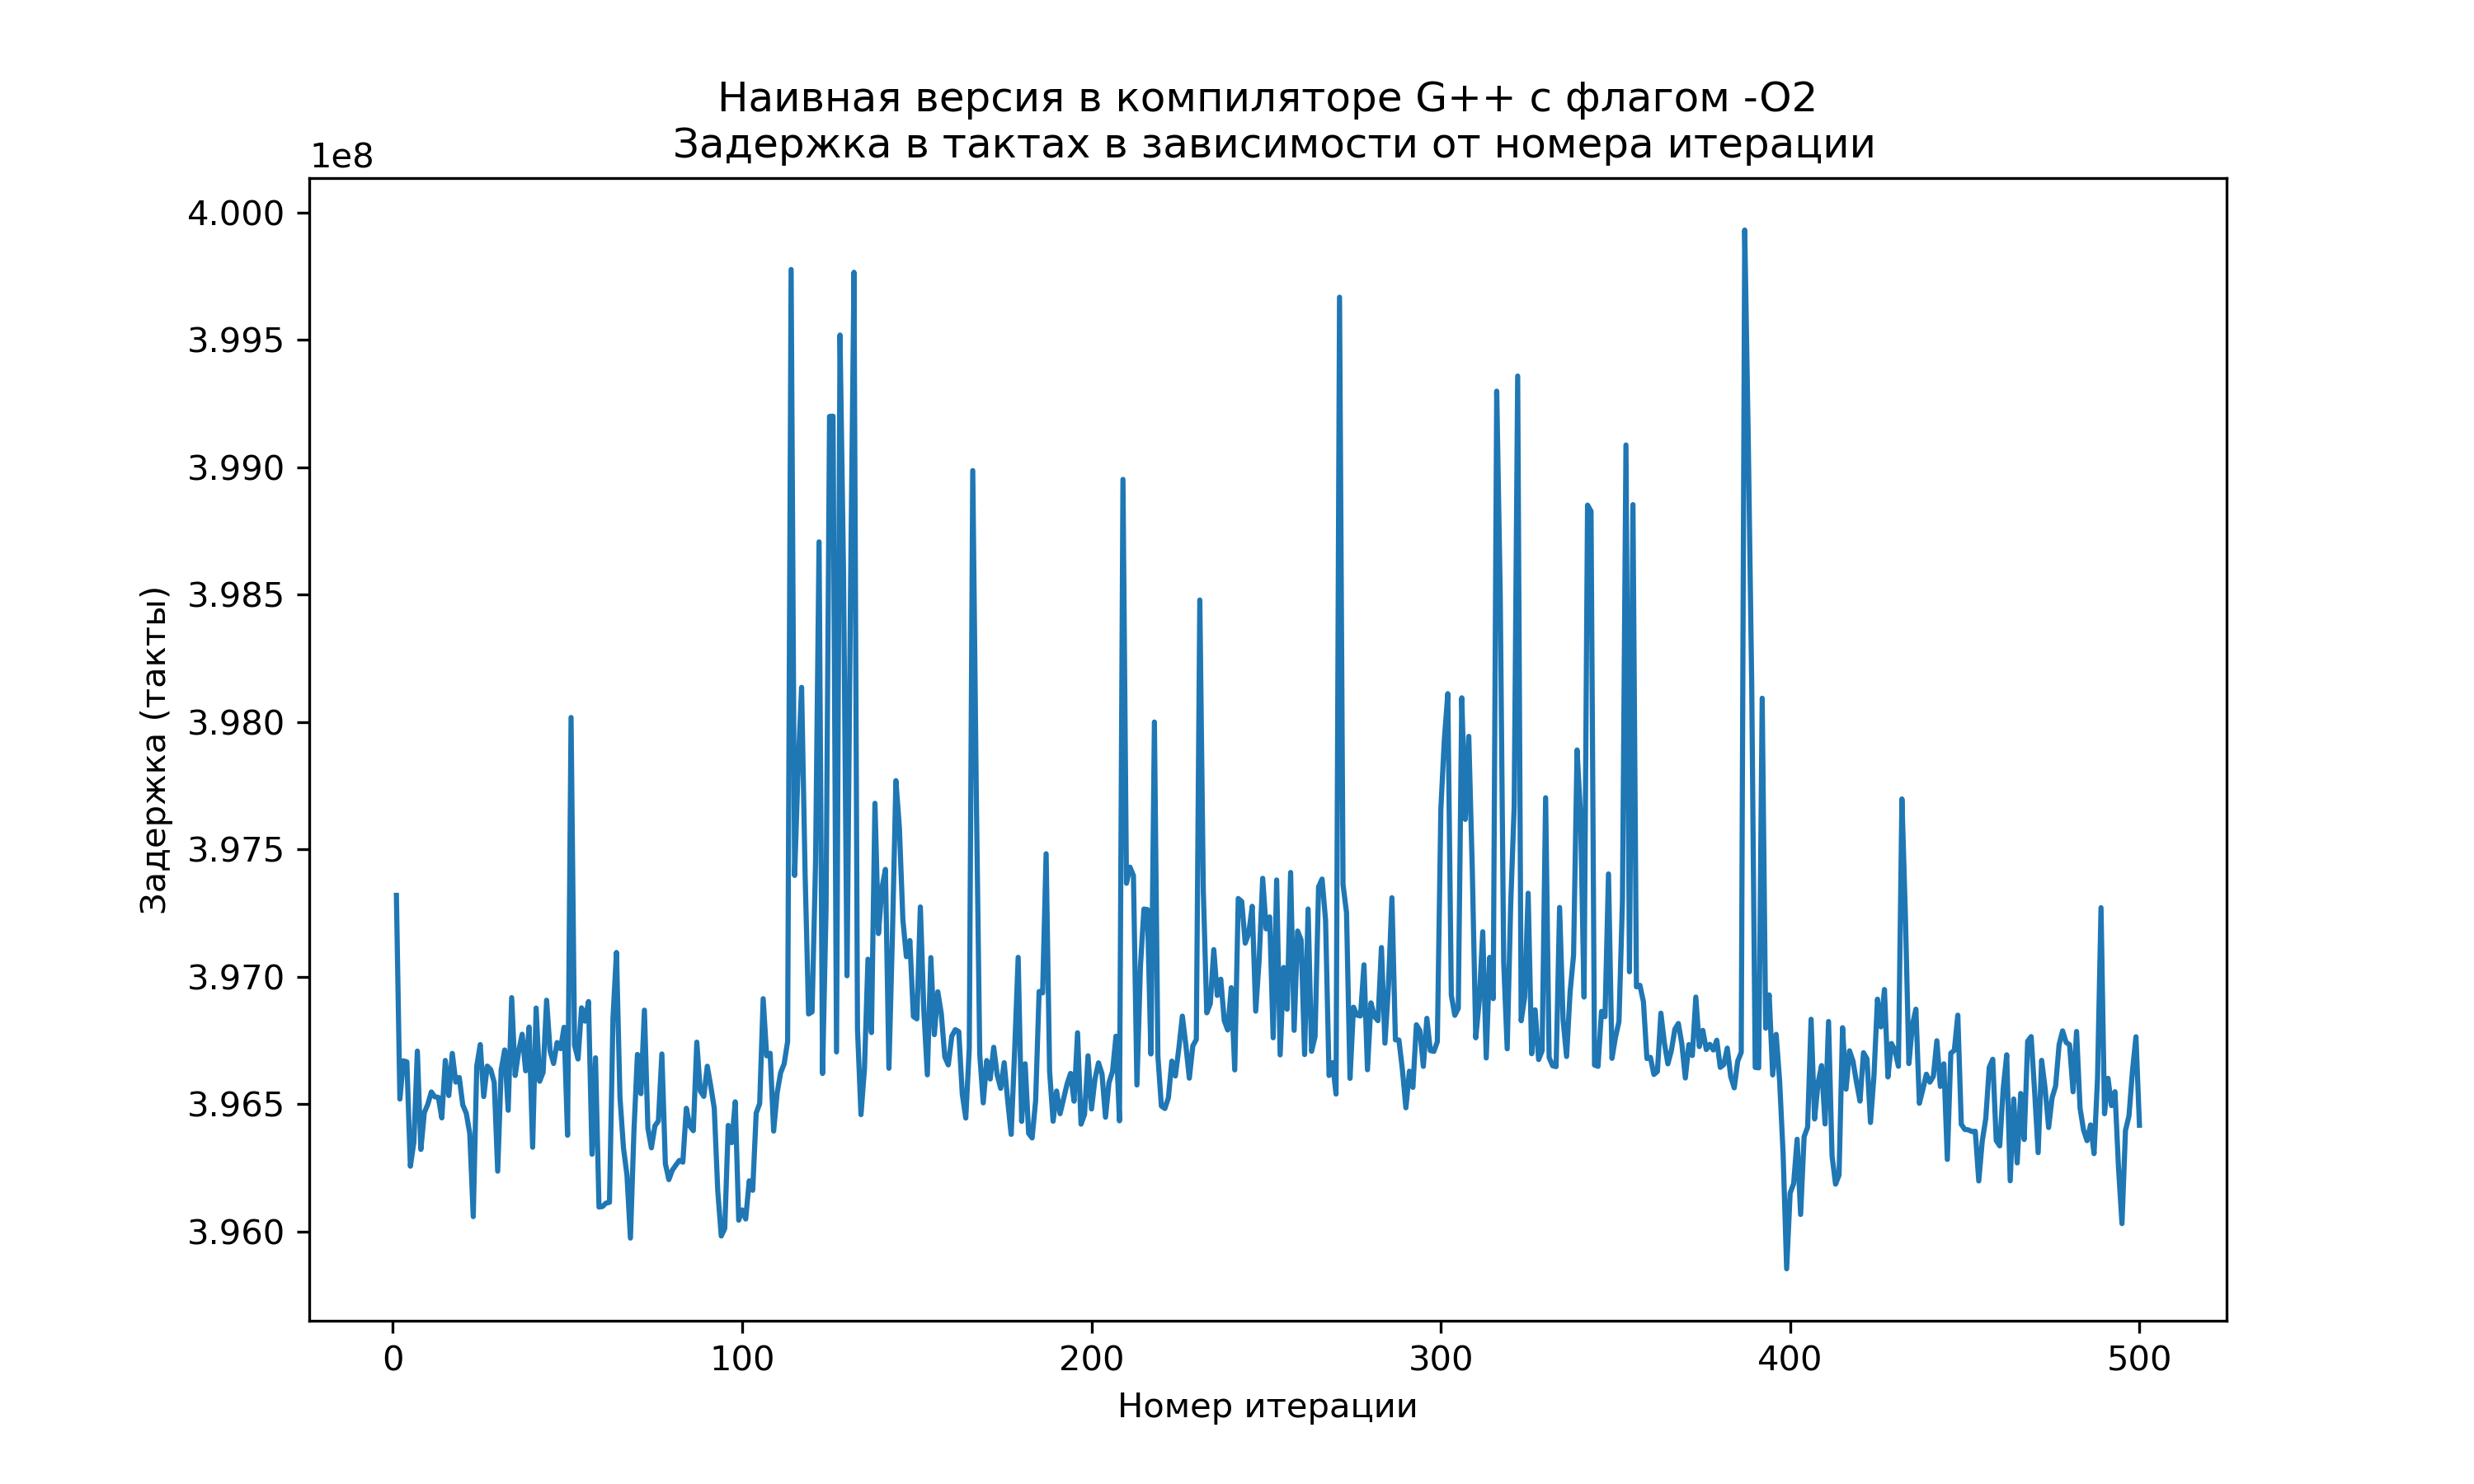 Наивная версия в компиляторе G++ с флагом -O2
Задержка в тактах в зависимости от номера итерации
1e8
4.000
3.995
3.990
3.985
3.980
3.975
3.970
3.965
3.960
Задержка (такты)
0 100 200 300 400 500
Номер итерации